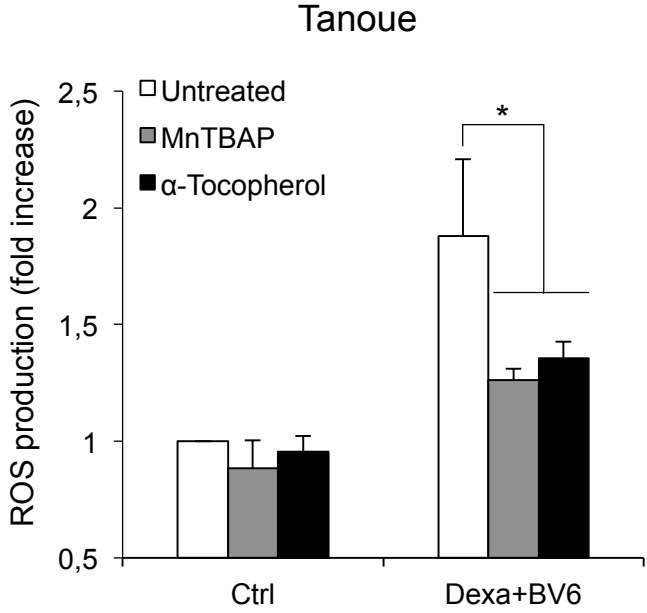 Tanoue
ROS production (fold increase)
2,5
2
1,5
1
0,5
Untreated
MnTBAP
α-Tocopherol
*
Ctrl
Dexa+BV6